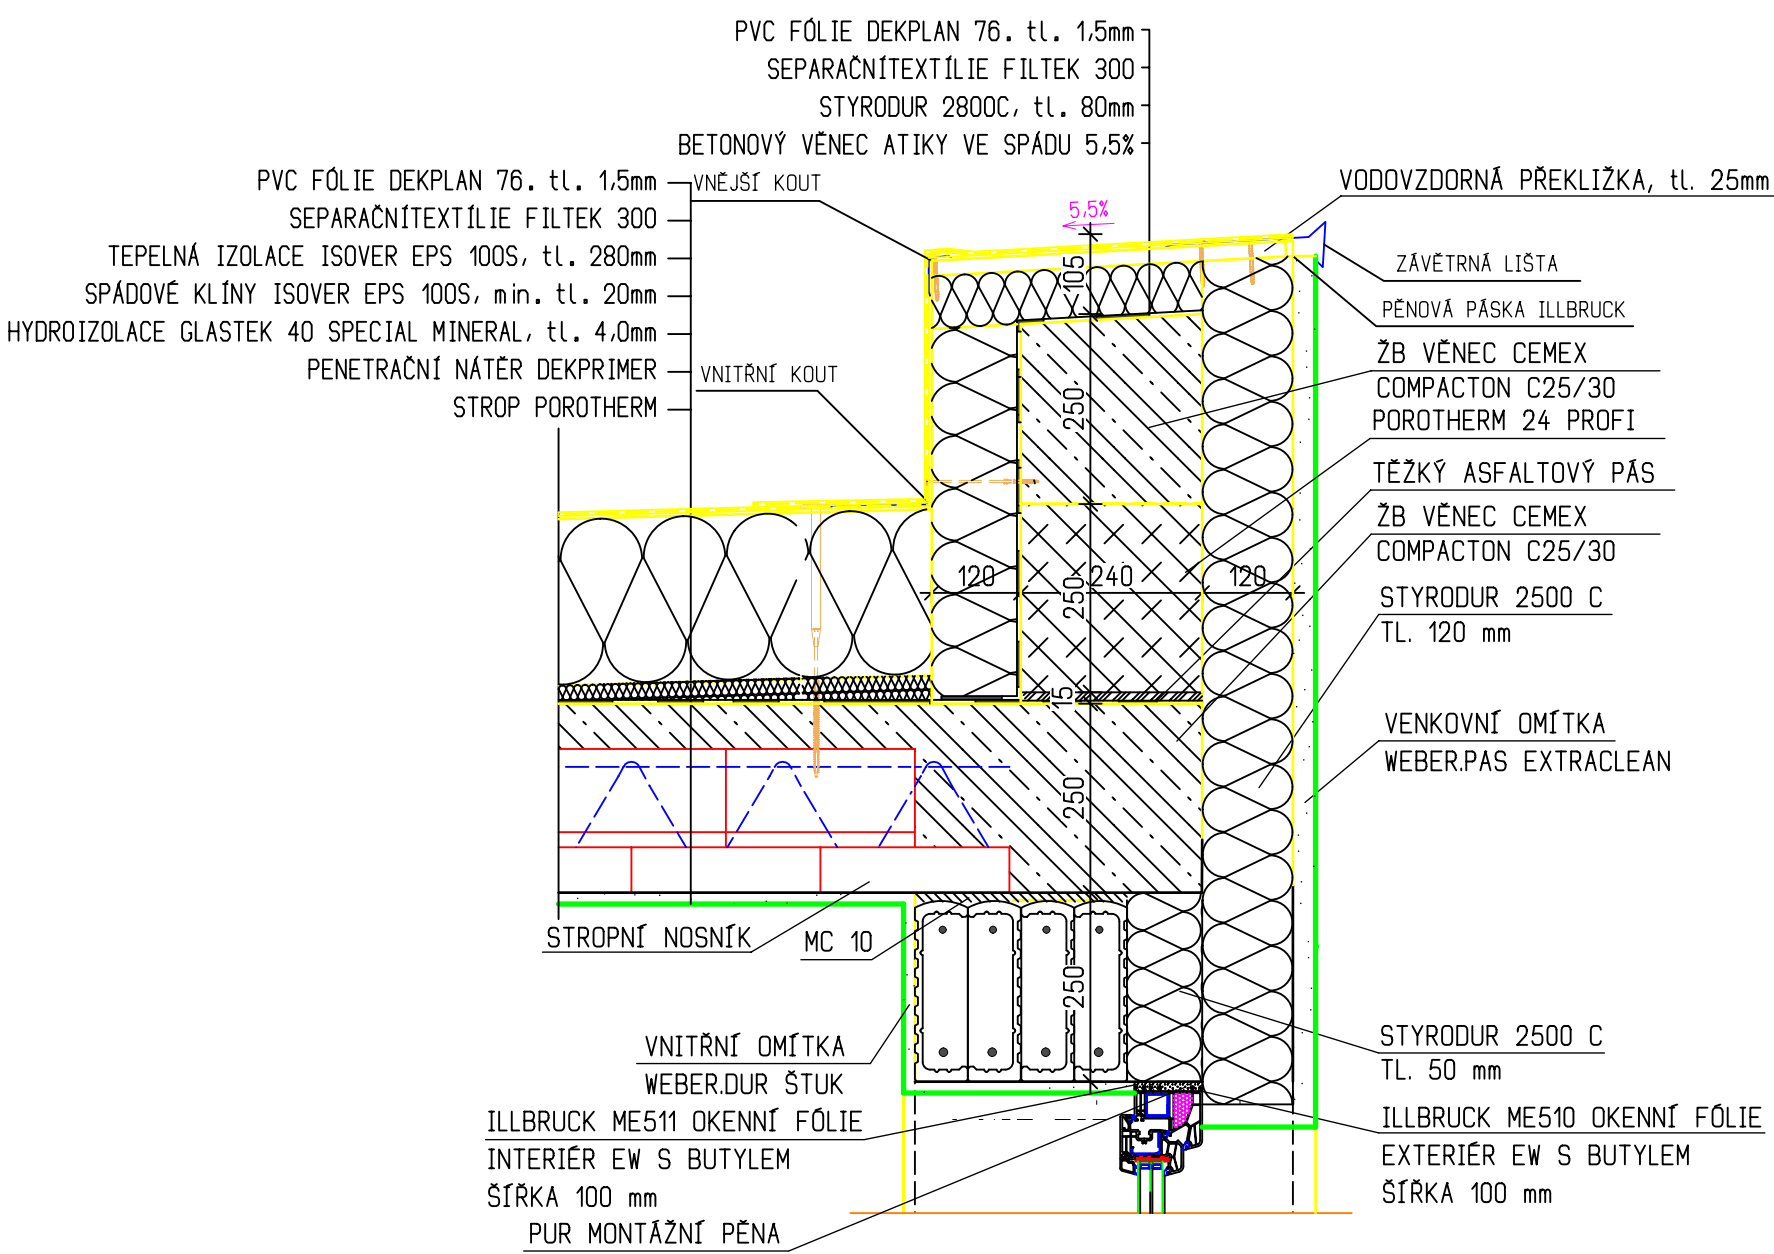 PVC FÓLIE DEKPLAN 76. tl. 1,5mm
SEPARAČNÍTEXTÍLIE FILTEK 300
STYRODUR 2800C, tl. 80mm
BETONOVÝ VĚNEC ATIKY VE SPÁDU 5,5%
PVC FÓLIE DEKPLAN 76. tl. 1,5mm
SEPARAČNÍTEXTÍLIE FILTEK 300
TEPELNÁ IZOLACE ISOVER EPS 100S, tl. 280mm
SPÁDOVÉ KLÍNY ISOVER EPS 100S, min. tl. 20mm
HYDROIZOLACE GLASTEK 40 SPECIAL MINERAL, tl. 4,0mm
PENETRAČNÍ NÁTĚR DEKPRIMER
STROP POROTHERM
VNĚJŠÍ KOUT
VNITŘNÍ KOUT
5,5%
VODOVZDORNÁ PŘEKLIŽKA, tl. 25mm
ZÁVĚTRNÁ LIŠTA
PĚNOVÁ PÁSKA ILLBRUCK
ŽB VĚNEC CEMEX
COMPACTON C25/30
POROTHERM 24 PROFI
TĚŽKÝ ASFALTOVÝ PÁS
ŽB VĚNEC CEMEX
COMPACTON C25/30
STYRODUR 2500 C
TL. 120 mm
VENKOVNÍ OMÍTKA
WEBER.PAS EXTRACLEAN
105
250
120
240
120
250
15
250
250
STROPNÍ NOSNÍK
MC 10
VNITŘNÍ OMÍTKA
WEBER.DUR ŠTUK
ILLBRUCK ME511 OKENNÍ FÓLIE
INTERIÉR EW S BUTYLEM
ŠÍŘKA 100 mm
PUR MONTÁŽNÍ PĚNA
STYRODUR 2500 C
TL. 50 mm
ILLBRUCK ME510 OKENNÍ FÓLIE
EXTERIÉR EW S BUTYLEM
ŠÍŘKA 100 mm